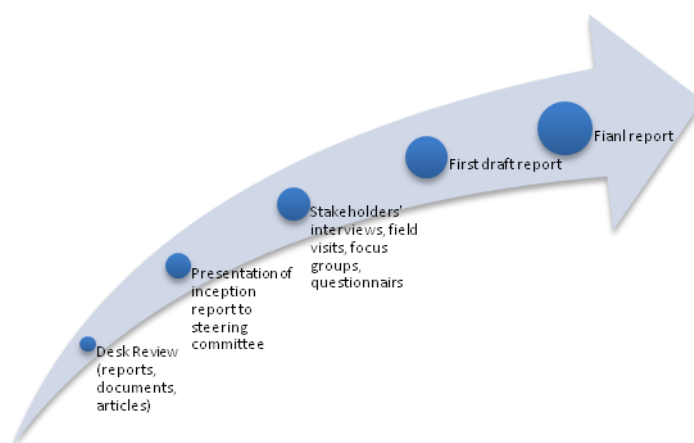 Desk Review
(reports,
documents,
articles)
Presentation of
inception
report to
steering
committee
Stakeholders'
interviews, field
visits, focus
groups,
questionnairs
First draft report
Fianl report